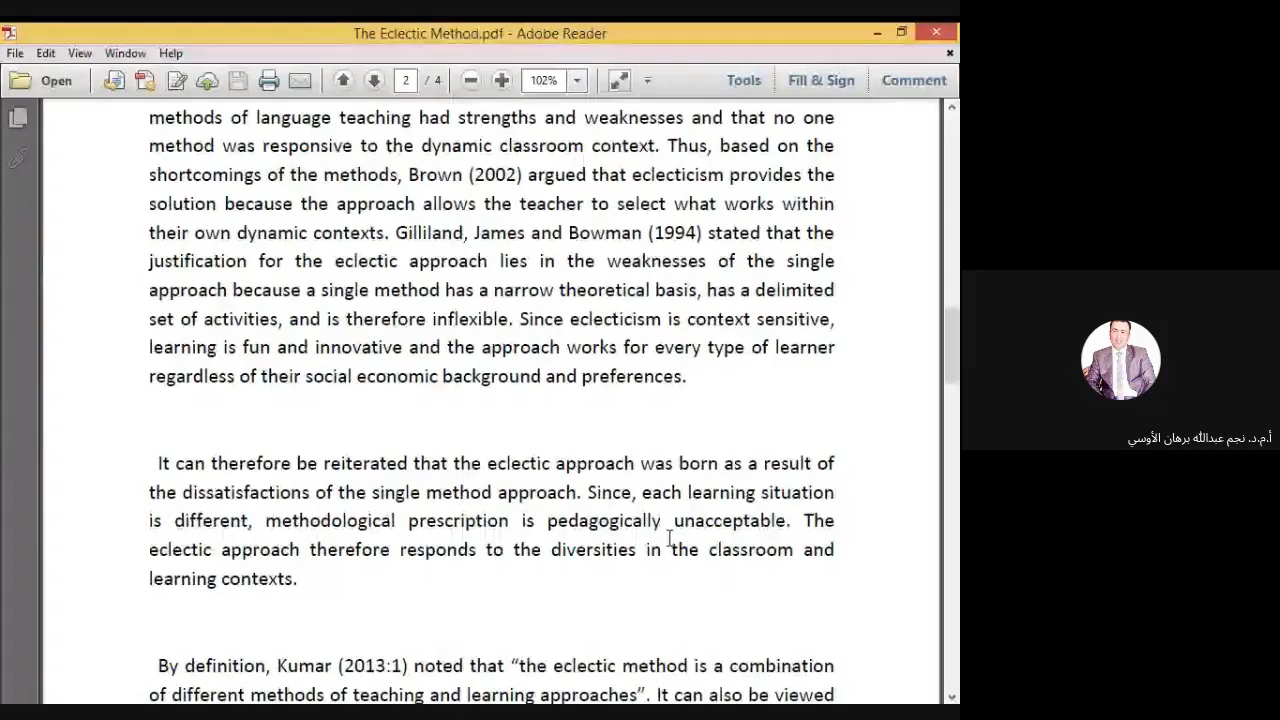 The Eclectic Method.pdf - Adobe Reader
File Edit View Window Help
Open 2 / 4 102% Tools Fill & Sign Comment
methods of language teaching had strengths and weaknesses and that no one
method was responsive to the dynamic classroom context. Thus, based on the
shortcomings of the methods, Brown (2002) argued that eclecticism provides the
solution because the approach allows the teacher to select what works within
their own dynamic contexts. Gilliland, James and Bowman (1994) stated that the
justification for the eclectic approach lies in the weaknesses of the single
approach because a single method has a narrow theoretical basis, has a delimited
set of activities, and is therefore inflexible. Since eclecticism is context sensitive,
learning is fun and innovative and the approach works for every type of learner
regardless of their social economic background and preferences.
It can therefore be reiterated that the eclectic approach was born as a result of
the dissatisfactions of the single method approach. Since, each learning situation
is different, methodological prescription is pedagogically unacceptable. The
eclectic approach therefore responds to the diversities in the classroom and
learning contexts.
By definition, Kumar (2013:1) noted that “the eclectic method is a combination
of different methods of teaching and learning approaches”. It can also be viewed
أ.م.د. نجم عبدالله برهان الأوسي